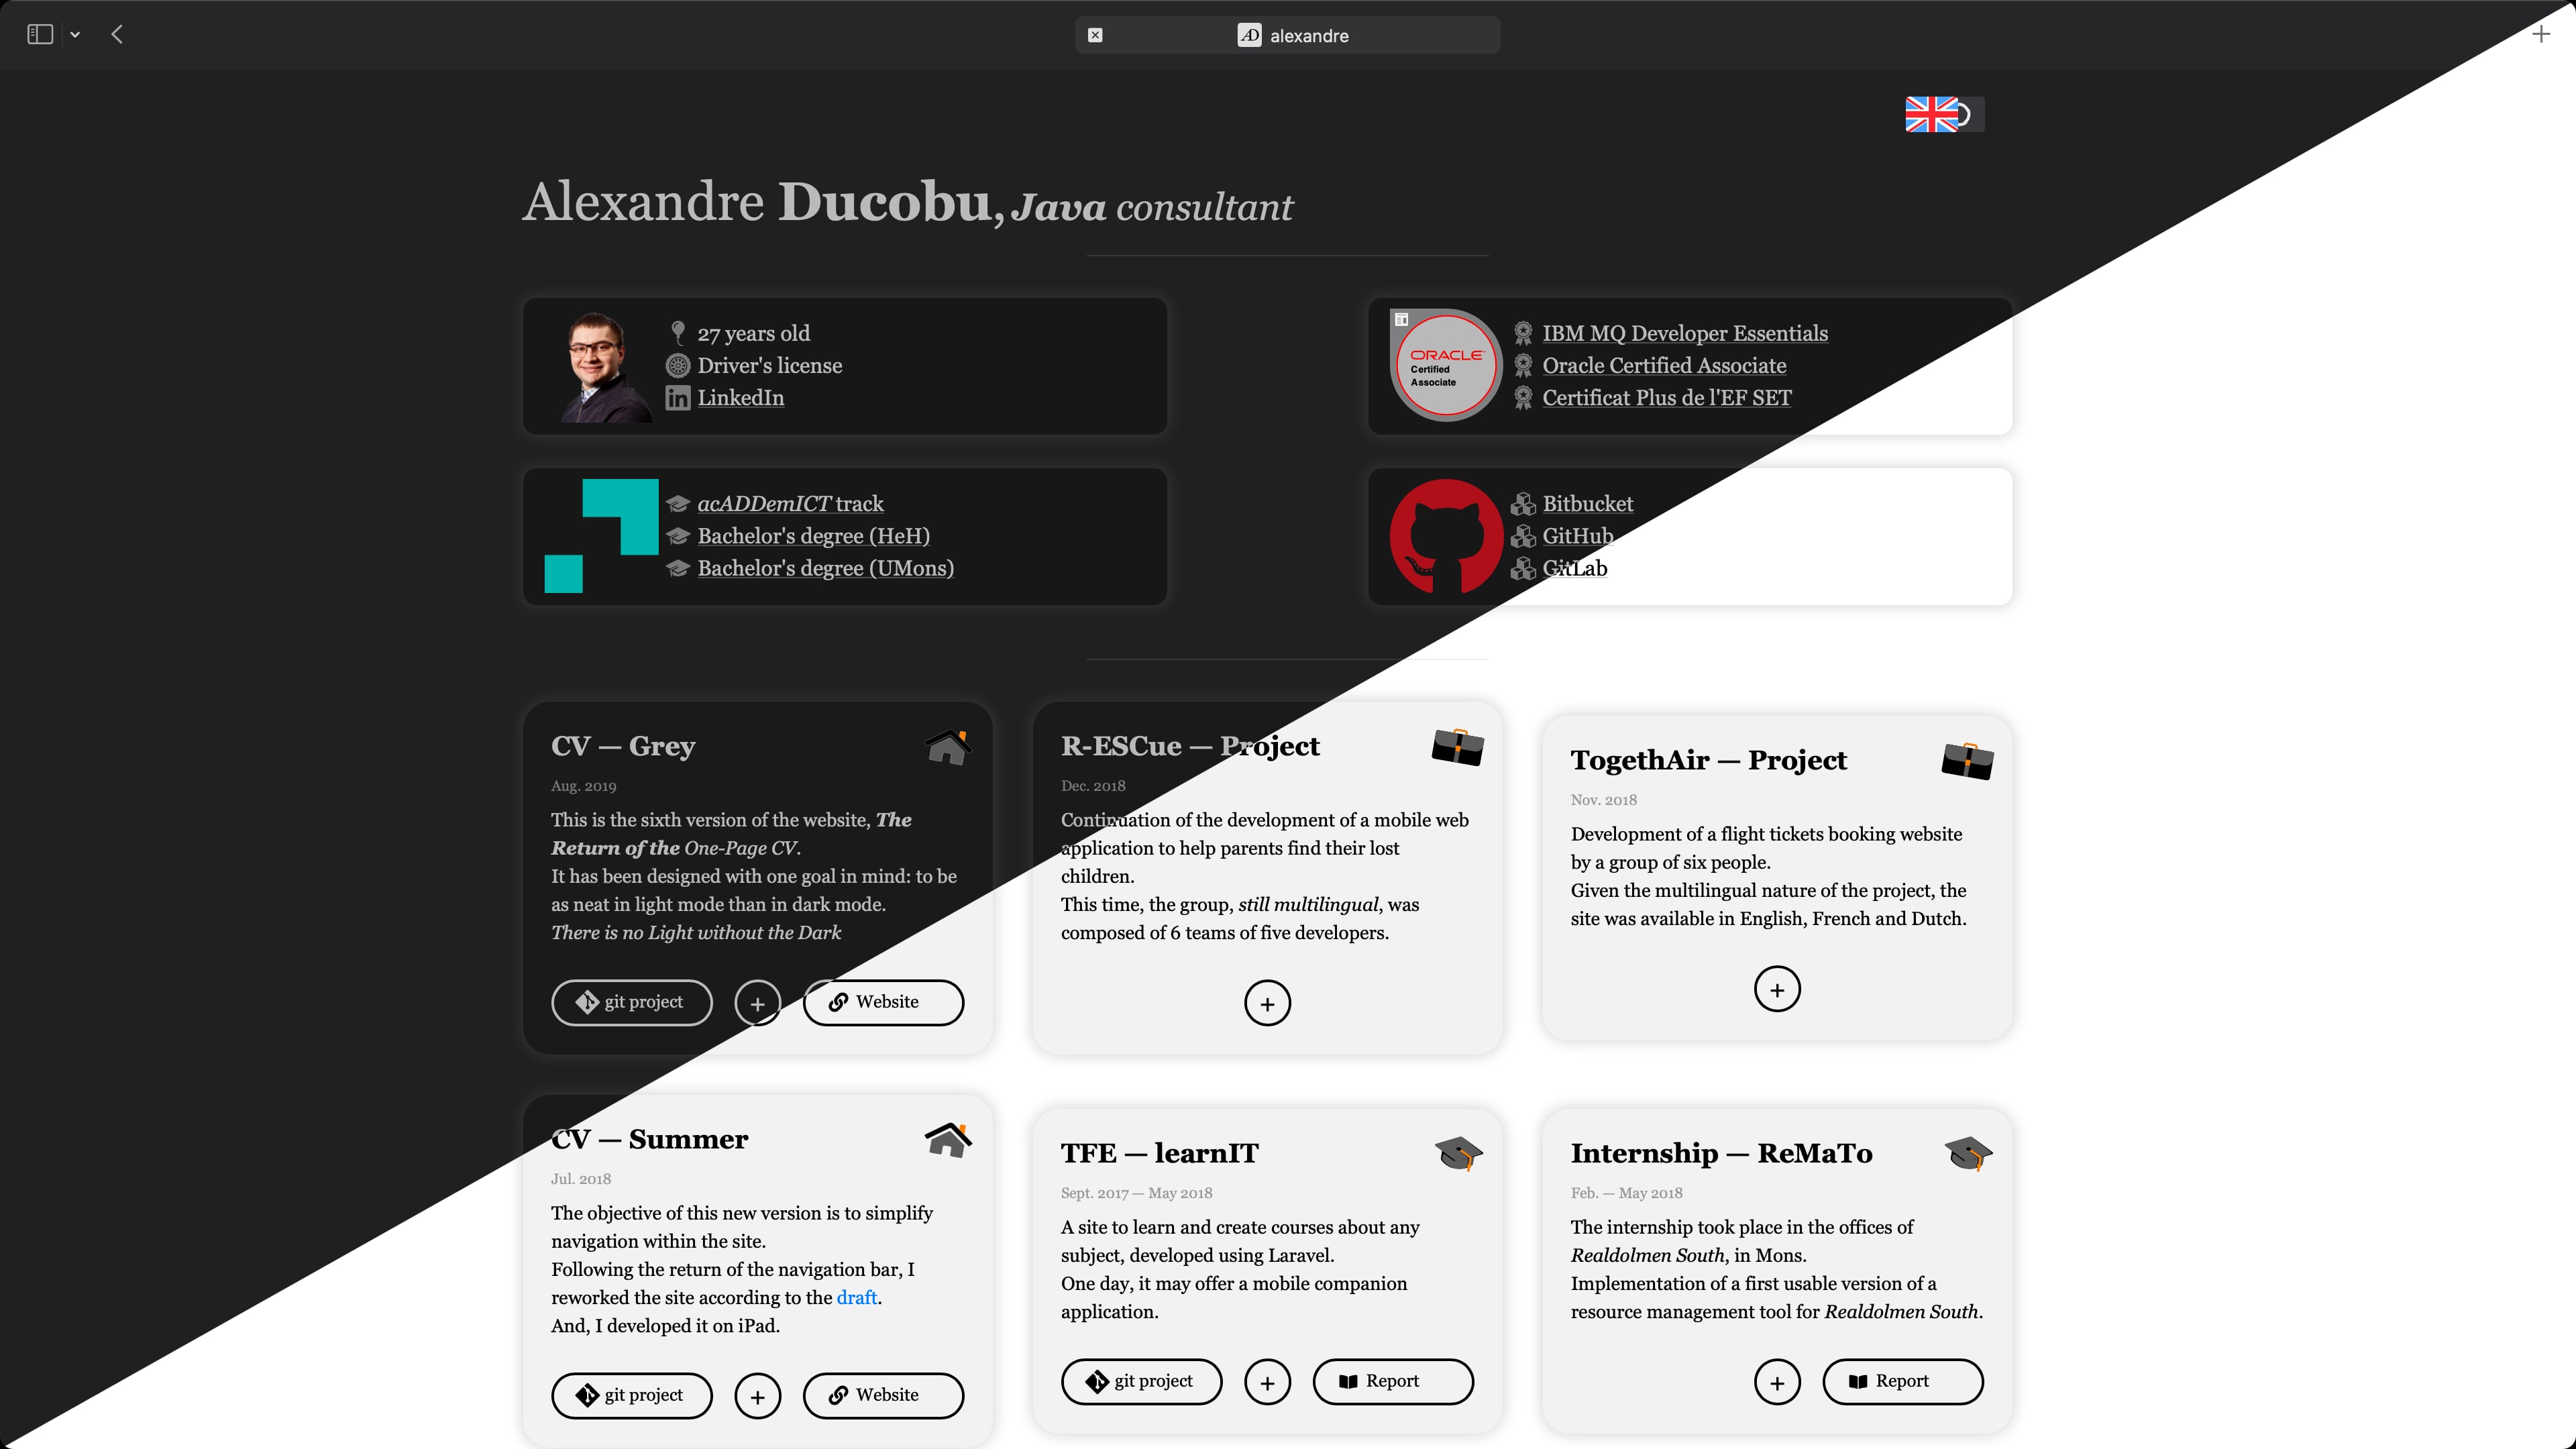 alexandre
Alexandre Ducobu, Java consultant
27 years old
Driver's license
LinkedIn
ORACLE
Certified
Associate
IBM MQ Developer Essentials
Oracle Certified Associate
Certificat Plus de l'EF SET
acADDemICT track
Bachelor's degree (HeH)
Bachelor's degree (UMons)
Bitbucket
GitHub
GitLab
CV — Grey
Aug. 2019
This is the sixth version of the website, The
Return of the One-Page CV.
It has been designed with one goal in mind: to be
as neat in light mode than in dark mode.
There is no Light without the Dark
git project
+
Website
R-ESCue — Project
Dec. 2018
Continuation of the development of a mobile web
application to help parents find their lost
children.
This time, the group, still multilingual, was
composed of 6 teams of five developers.
+
TogethAir — Project
Nov. 2018
Development of a flight tickets booking website
by a group of six people.
Given the multilingual nature of the project, the
site was available in English, French and Dutch.
+
CV — Summer
Jul. 2018
The objective of this new version is to simplify
navigation within the site.
Following the return of the navigation bar, I
reworked the site according to the draft.
And, I developed it on iPad.
git project
+
Website
TFE — learnIT
Sept. 2017 — May 2018
A site to learn and create courses about any
subject, developed using Laravel.
One day, it may offer a mobile companion
application.
git project
+
Report
Internship — ReMaTo
Feb. — May 2018
The internship took place in the offices of
Realdolmen South, in Mons.
Implementation of a first usable version of a
resource management tool for Realdolmen South.
+
Report